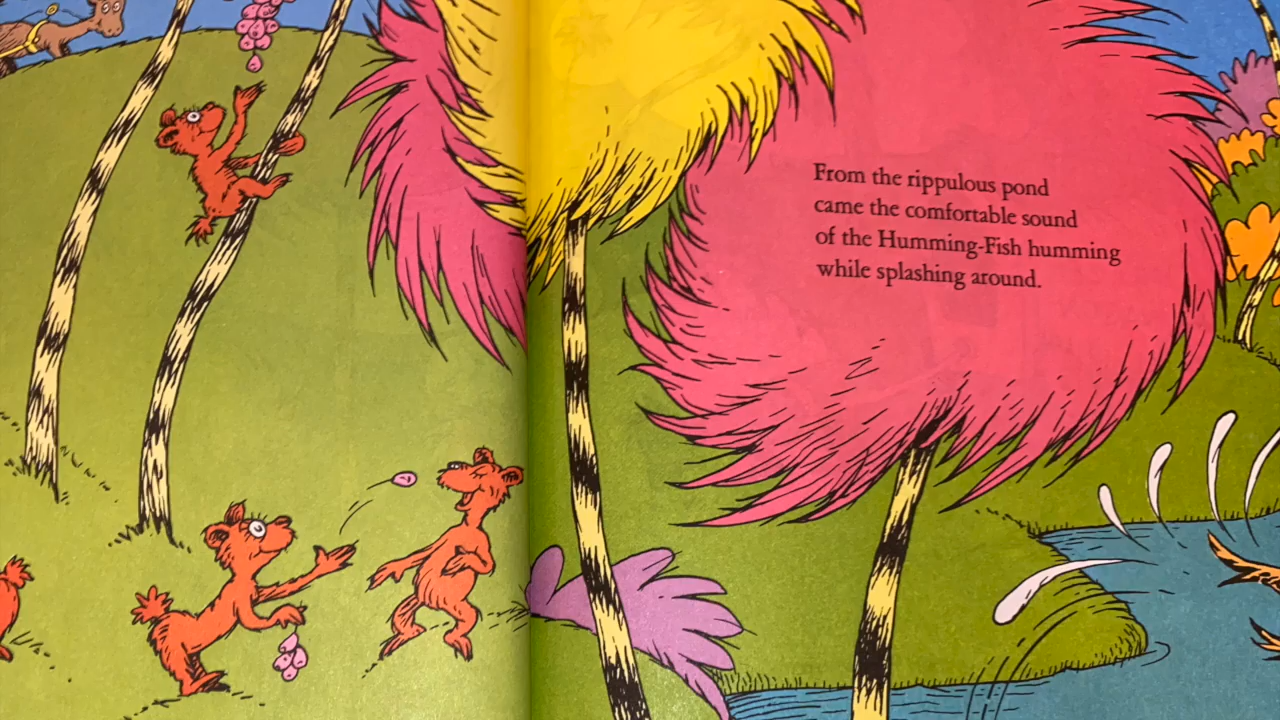 From the rippulous pond
came the comfortable sound
of the Humming-Fish humming
while splashing around.